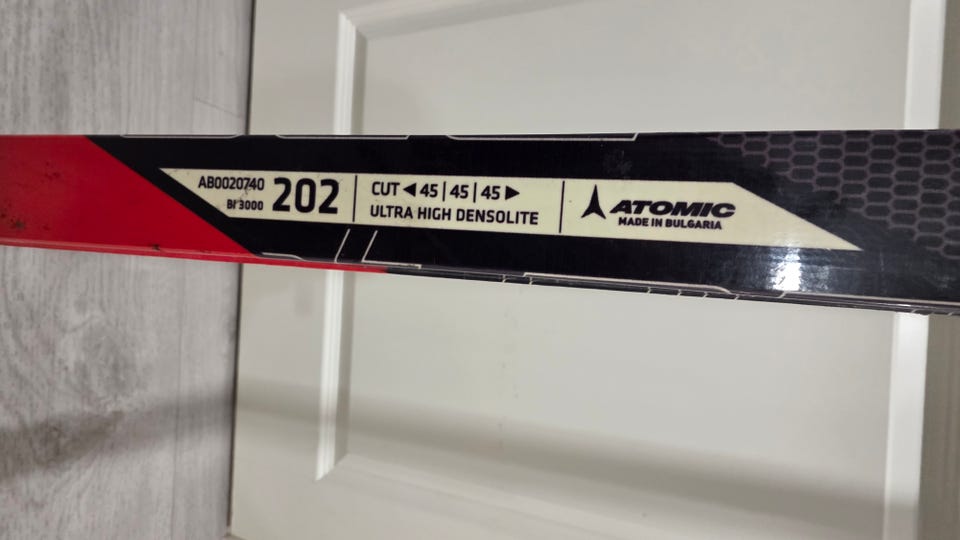 AB0020740
BI 3000
202
CUT ◀ 45 | 45 | 45 ▶
ULTRA HIGH DENSOLITE
ATOMIC
MADE IN BULGARIA